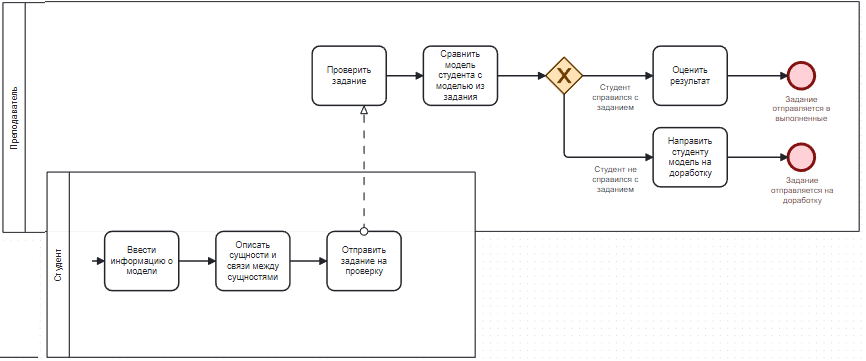 Преподаватель
Проверить
задание
Сравнить
модель
студента с
моделью из
задания
Студент
справился с
заданием
Оценить
результат
Задание
отправляется в
выполненные
Студент не
справился с
заданием
Направить
студенту
модель на
доработку
Задание
отправляется на
доработку
Студент
Ввести
информацию о
модели
Описать
сущности и
связи между
сущностями
Отправить
задание на
проверку